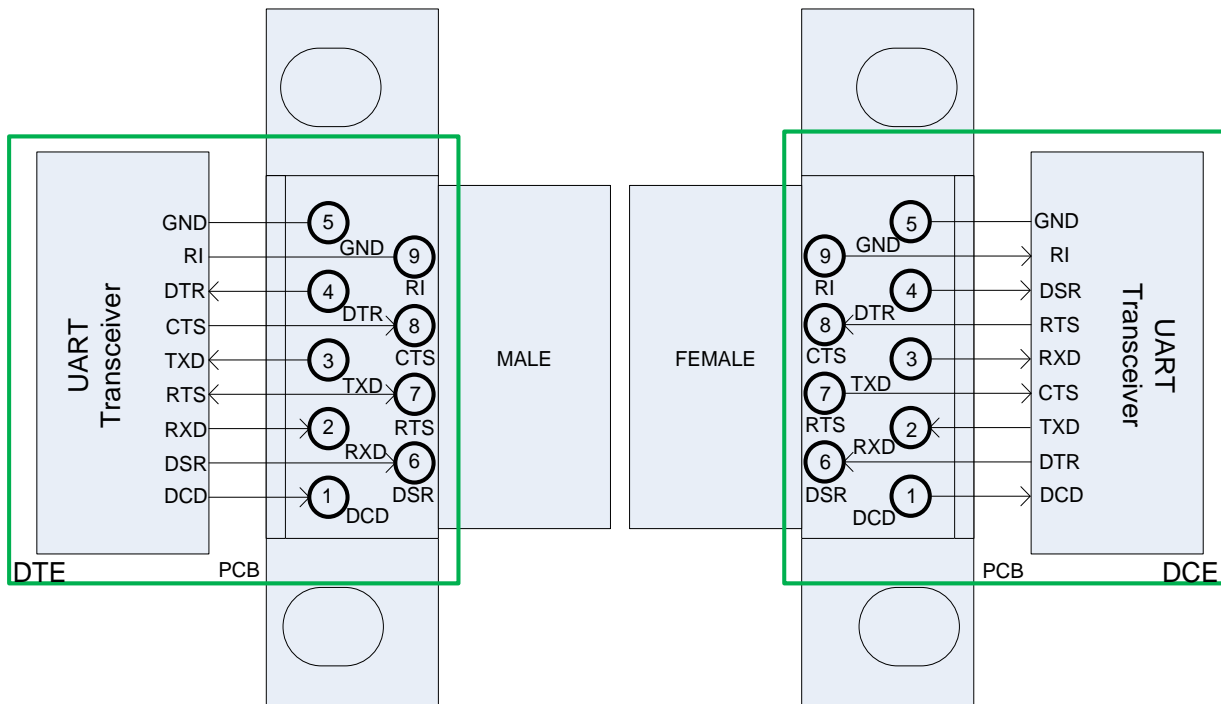 GND
RI
DTR
CTS
TXD
RTS
RXD
DSR
DCD
UART
Transceiver
DTE
PCB
5
GND
9
RI
4
DTR
8
CTS
3
TXD
7
RTS
2
RXD
6
DSR
1
DCD
MALE
FEMALE
5
GND
9
RI
4
DTR
8
CTS
3
TXD
7
RTS
2
RXD
6
DSR
1
DCD
GND
RI
DSR
RTS
RXD
CTS
TXD
DTR
DCD
UART
Transceiver
PCB
DCE